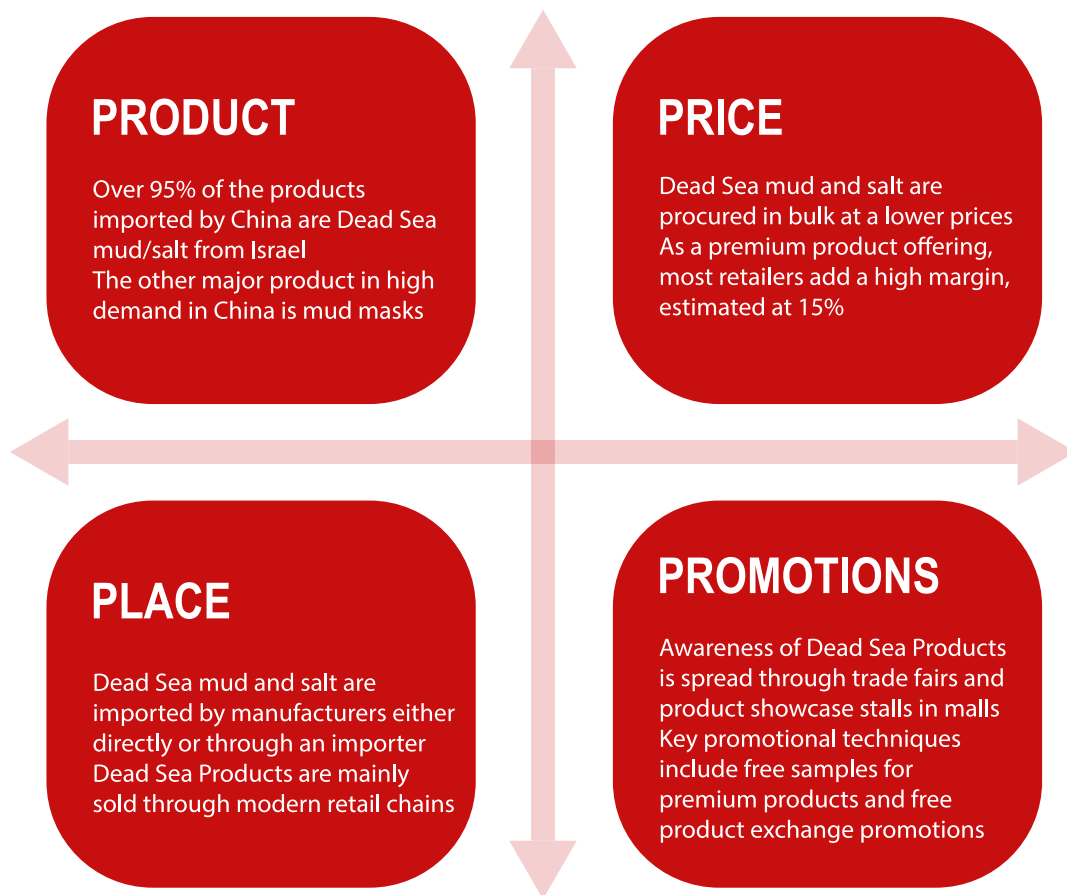 PRODUCT
Over 95% of the products
imported by China are Dead Sea
mud/salt from Israel
The other major product in high
demand in China is mud masks
PRICE
Dead Sea mud and salt are
procured in bulk at a lower prices
As a premium product offering,
most retailers add a high margin,
estimated at 15%
PLACE
Dead Sea mud and salt are
imported by manufacturers either
directly or through an importer
Dead Sea Products are mainly
sold through modern retail chains
PROMOTIONS
Awareness of Dead Sea Products
is spread through trade fairs and
product showcase stalls in malls
Key promotional techniques
include free samples for
premium products and free
product exchange promotions